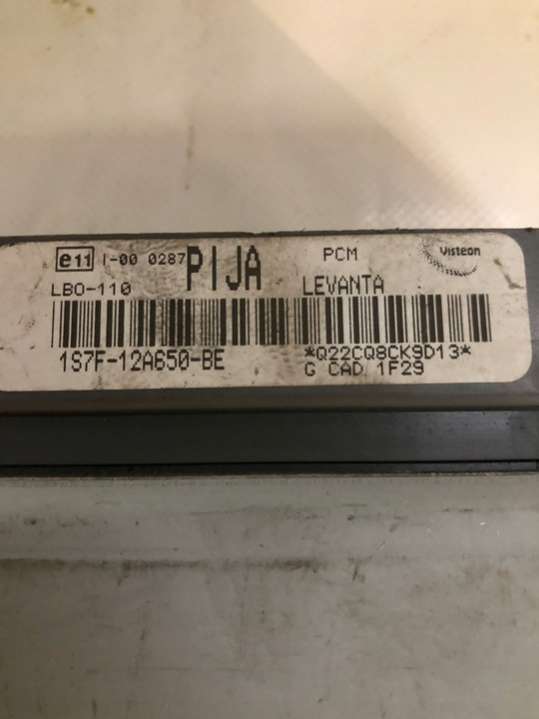 e11 I-00 0287 PIJA PCM Visteon
LBO-110 LEVANTA
1S7F-12A650-BE *Q22CQ8CK9D13*
G CAD 1F29